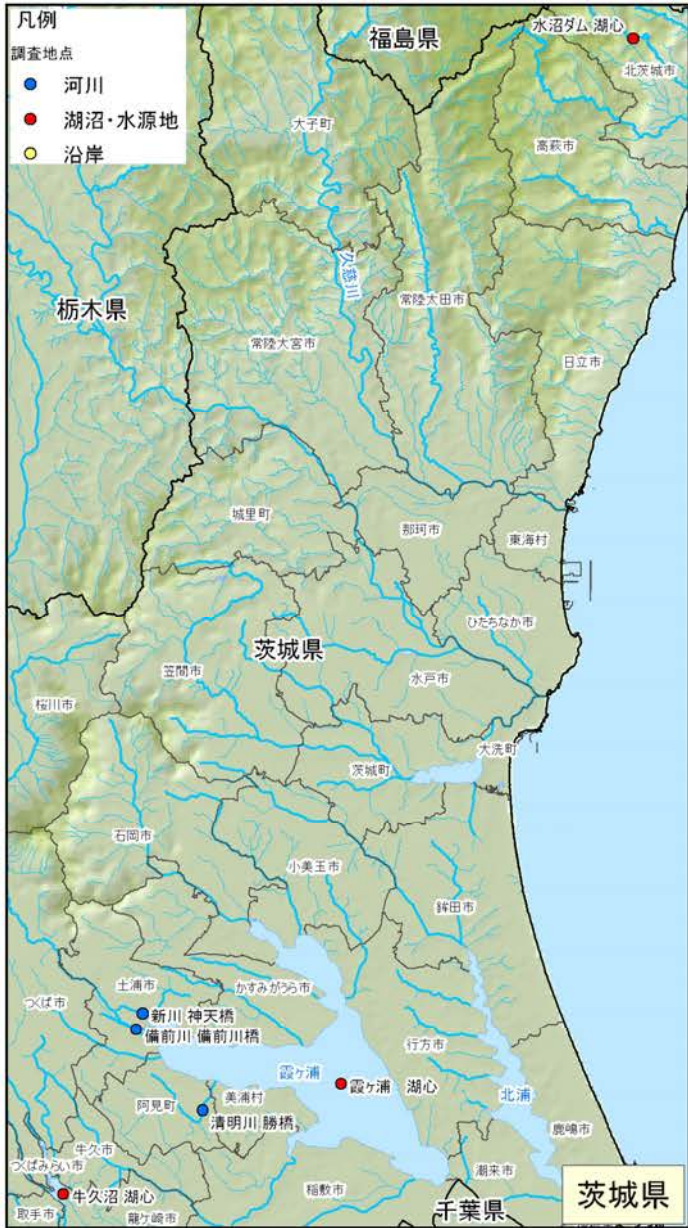 凡例
調査地点
河川
湖沼・水源地
沿岸
福島県
水沼ダム 湖心
北茨城市
大子町
高萩市
久慈川
常陸太田市
栃木県
常陸大宮市
日立市
城里町
那珂市
東海村
ひたちなか市
茨城県
笠間市
水戸市
桜川市
大洗町
茨城町
石岡市
小美玉市
鉾田市
土浦市
かすみがうら市
つくば市
新川 神天橋
備前川 備前川橋
行方市
霞ヶ浦
霞ヶ浦 湖心
北浦
阿見町
美浦村
清明川 勝橋
鹿嶋市
牛久市
つくばみらい市
潮来市
牛久沼 湖心
稲敷市
取手市
龍ヶ崎市
千葉県
茨城県